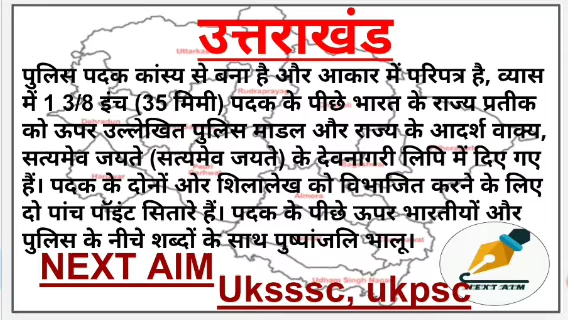 उत्तराखंड
पुलिस पदक कांस्य से बना है और आकार में परिपत्र है, व्यास
में 1 3/8 इंच (35 मिमी) पदक के पीछे भारत के राज्य प्रतीक
को ऊपर उल्लेखित पुलिस माडल और राज्य के आदर्श वाक्य,
सत्यमेव जयते (सत्यमेव जयते) के देवनागरी लिपि में दिए गए
हैं। पदक के दोनों ओर शिलालेख को विभाजित करने के लिए
दो पांच पॉइंट सितारे हैं। पदक के पीछे ऊपर भारतीयों और
पुलिस के नीचे शब्दों के साथ पुष्पांजलि भालू।
NEXT AIM
Uksssc, ukpsc
NEXT AIM